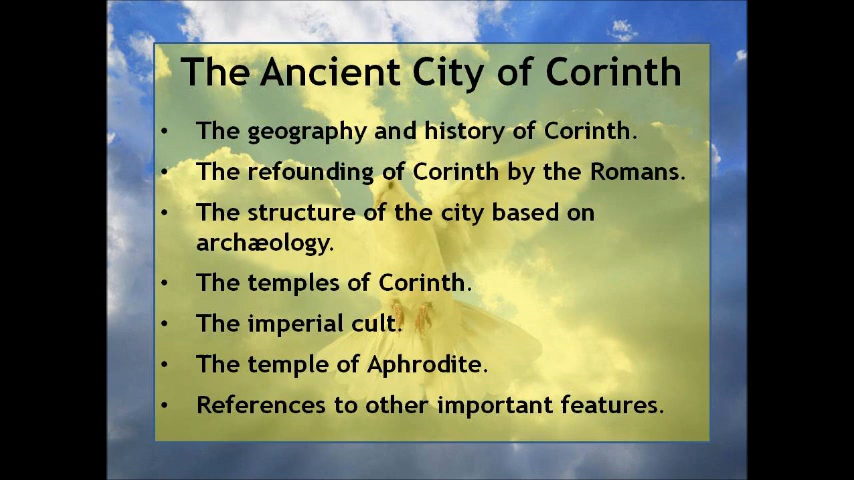 The Ancient City of Corinth
• The geography and history of Corinth.
• The refounding of Corinth by the Romans.
• The structure of the city based on
archæology.
• The temples of Corinth.
• The imperial cult.
• The temple of Aphrodite.
• References to other important features.